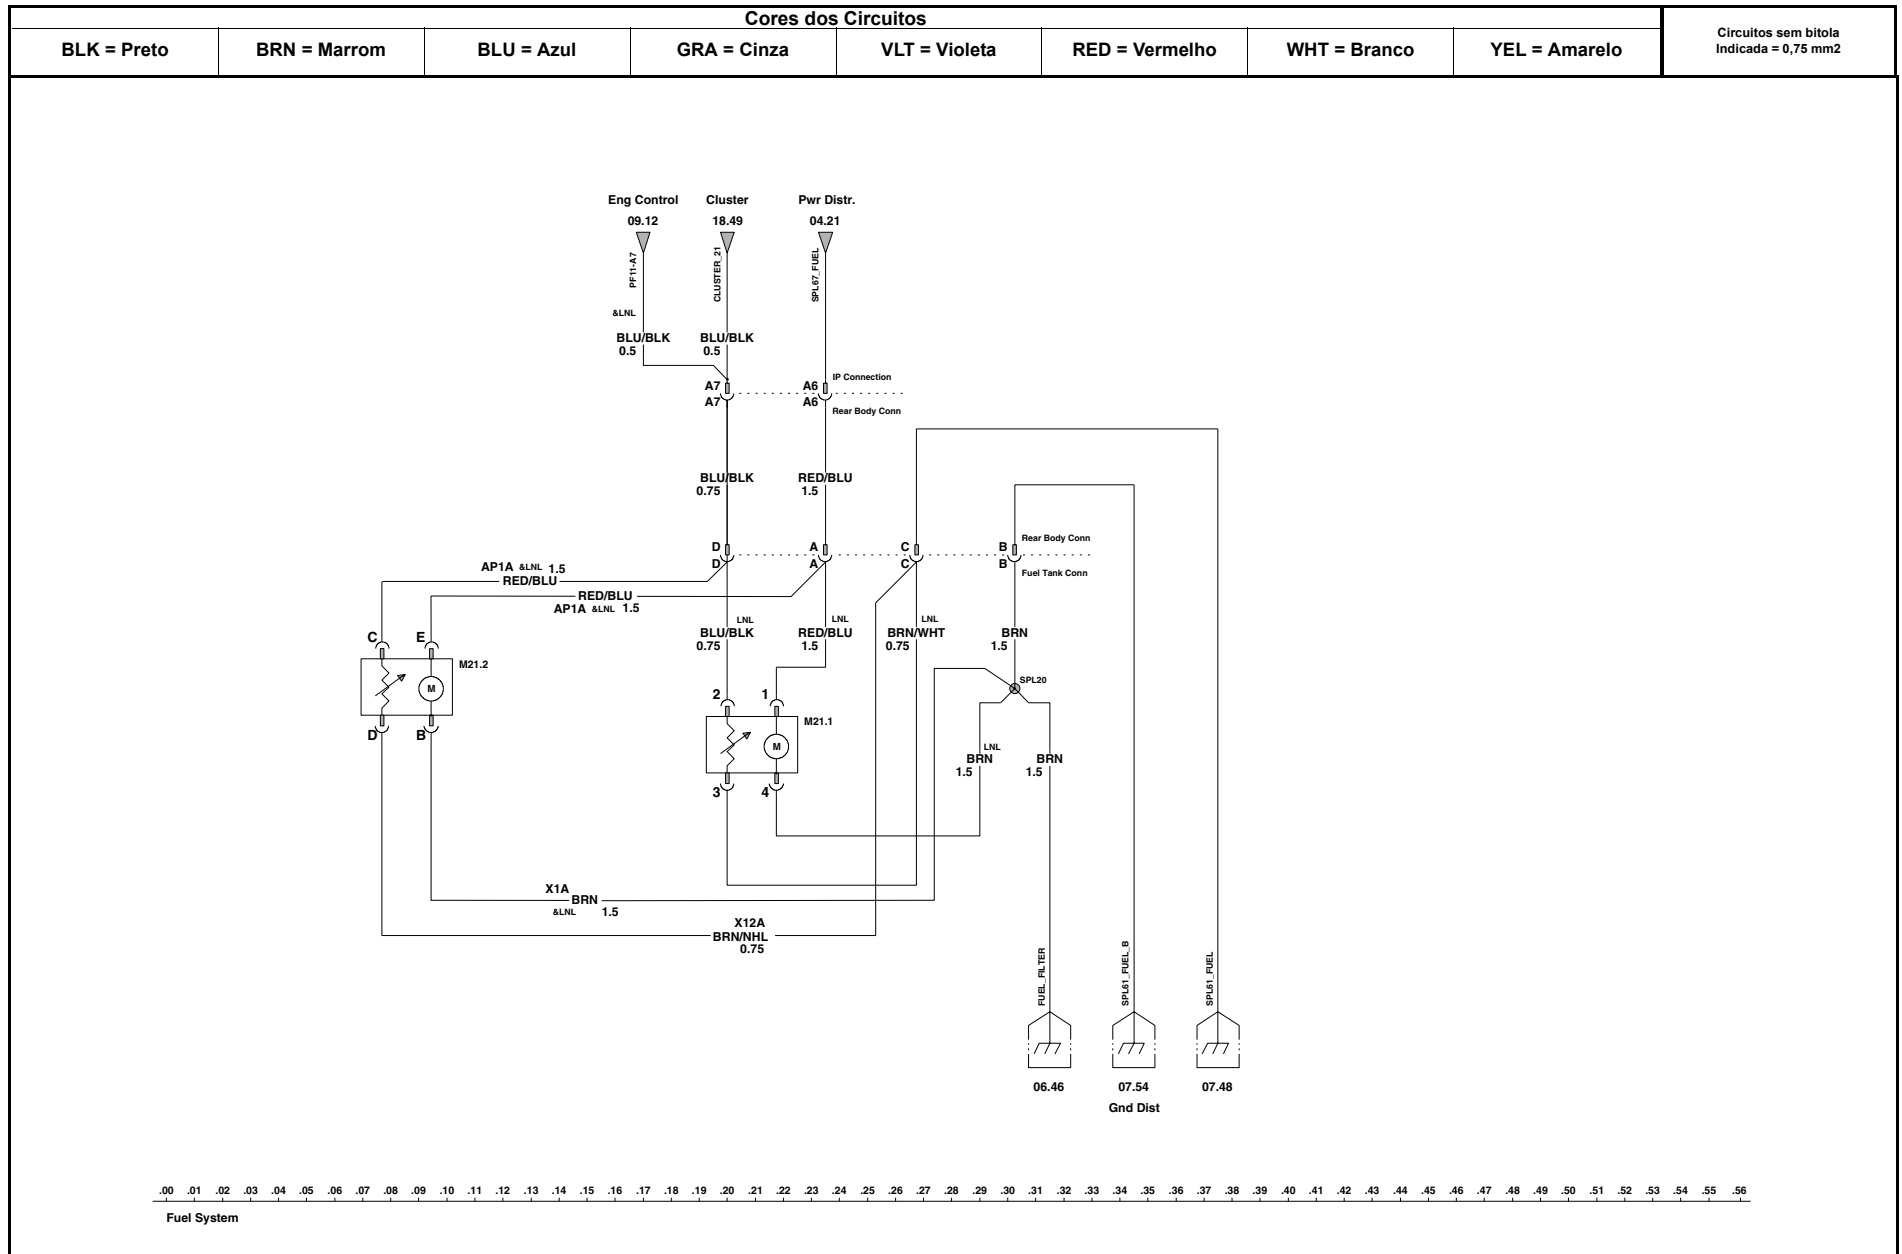 Cores dos Circuitos
BLK = Preto
BRN = Marrom
BLU = Azul
GRA = Cinza
VLT = Violeta
RED = Vermelho
WHT = Branco
YEL = Amarelo
Circuitos sem bitola
Indicada = 0,75 mm2
Eng Control
Cluster
Pwr Distr.
09.12
18.49
04.21
PF11-A7
CLUSTER_21
SPL67_FUEL
&LNL
BLU/BLK
0.5
BLU/BLK
0.5
A7
A6
IP Connection
A7
A6
Rear Body Conn
BLU/BLK
0.75
RED/BLU
1.5
D
A
C
B
Rear Body Conn
D
A
C
B
Fuel Tank Conn
AP1A &LNL 1.5
RED/BLU
RED/BLU
AP1A &LNL 1.5
LNL
BLU/BLK
0.75
LNL
RED/BLU
1.5
LNL
BRN/WHT
0.75
BRN
1.5
C
E
M21.2
M
D
B
SPL20
2
1
M21.1
M
3
4
LNL
BRN
1.5
BRN
1.5
X1A
BRN
&LNL
1.5
X12A
BRN/NHL
0.75
FUEL_FILTER
SPL61_FUEL_B
SPL61_FUEL
06.46
07.54
07.48
Gnd Dist
.00 .01 .02 .03 .04 .05 .06 .07 .08 .09 .10 .11 .12 .13 .14 .15 .16 .17 .18 .19 .20 .21 .22 .23 .24 .25 .26 .27 .28 .29 .30 .31 .32 .33 .34 .35 .36 .37 .38 .39 .40 .41 .42 .43 .44 .45 .46 .47 .48 .49 .50 .51 .52 .53 .54 .55 .56
Fuel System